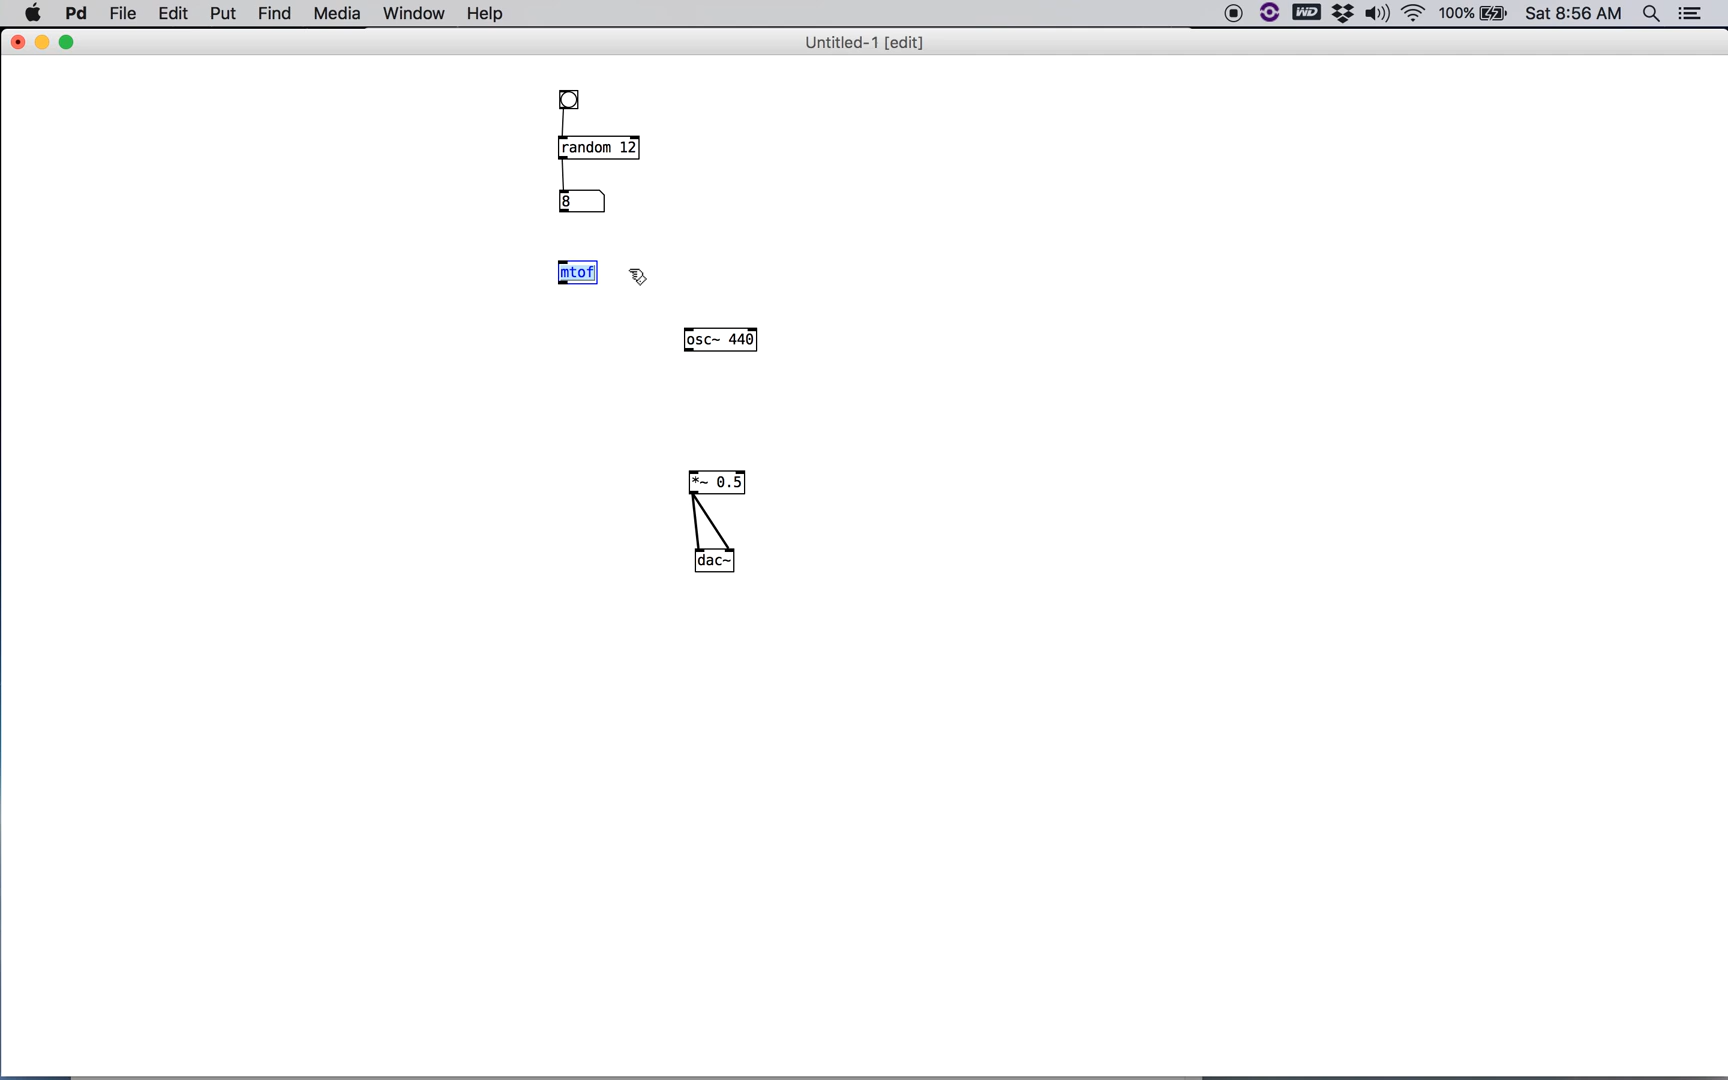 Pd File Edit Put Find Media Window Help WD 100% Sat 8:56 AM
Untitled-1 [edit]
random 12
8
mtof
osc~ 440
*~ 0.5
dac~